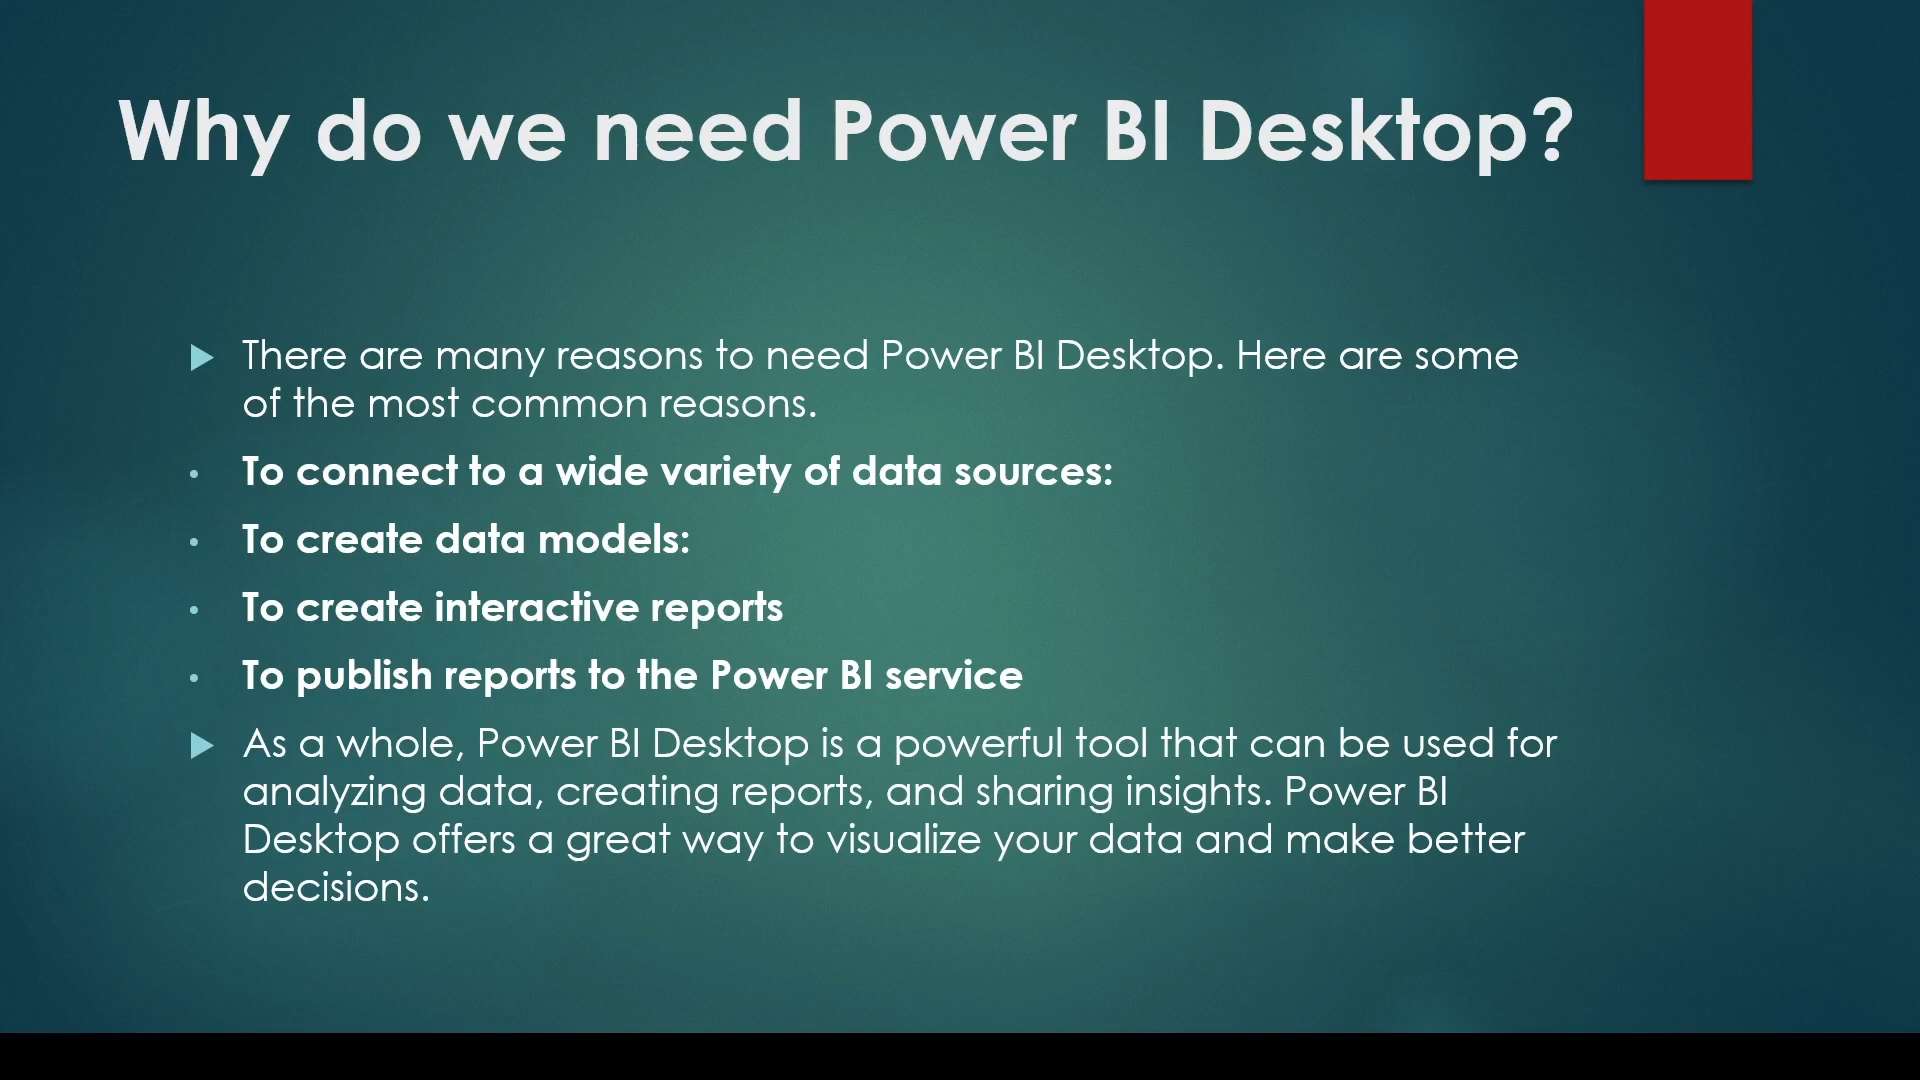 Why do we need Power BI Desktop?
There are many reasons to need Power BI Desktop. Here are some
of the most common reasons.
To connect to a wide variety of data sources:
To create data models:
To create interactive reports
To publish reports to the Power BI service
As a whole, Power BI Desktop is a powerful tool that can be used for
analyzing data, creating reports, and sharing insights. Power BI
Desktop offers a great way to visualize your data and make better
decisions.